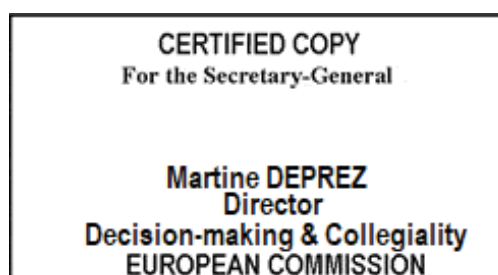 CERTIFIED COPY
For the Secretary-General
Martine DEPREZ
Director
Decision-making & Collegiality
EUROPEAN COMMISSION